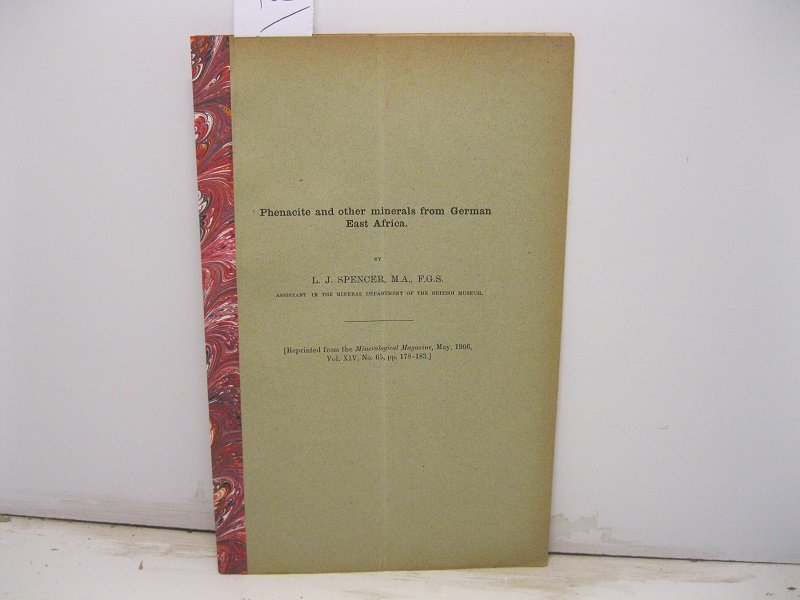 Phenacite and other minerals from German
East Africa.
BY
L. J. SPENCER, M.A., F.G.S.
ASSISTANT IN THE MINERAL DEPARTMENT OF THE BRITISH MUSEUM.
[Reprinted from the Mineralogical Magazine, May, 1906,
Vol. XIV, No. 65, pp. 178-183.]